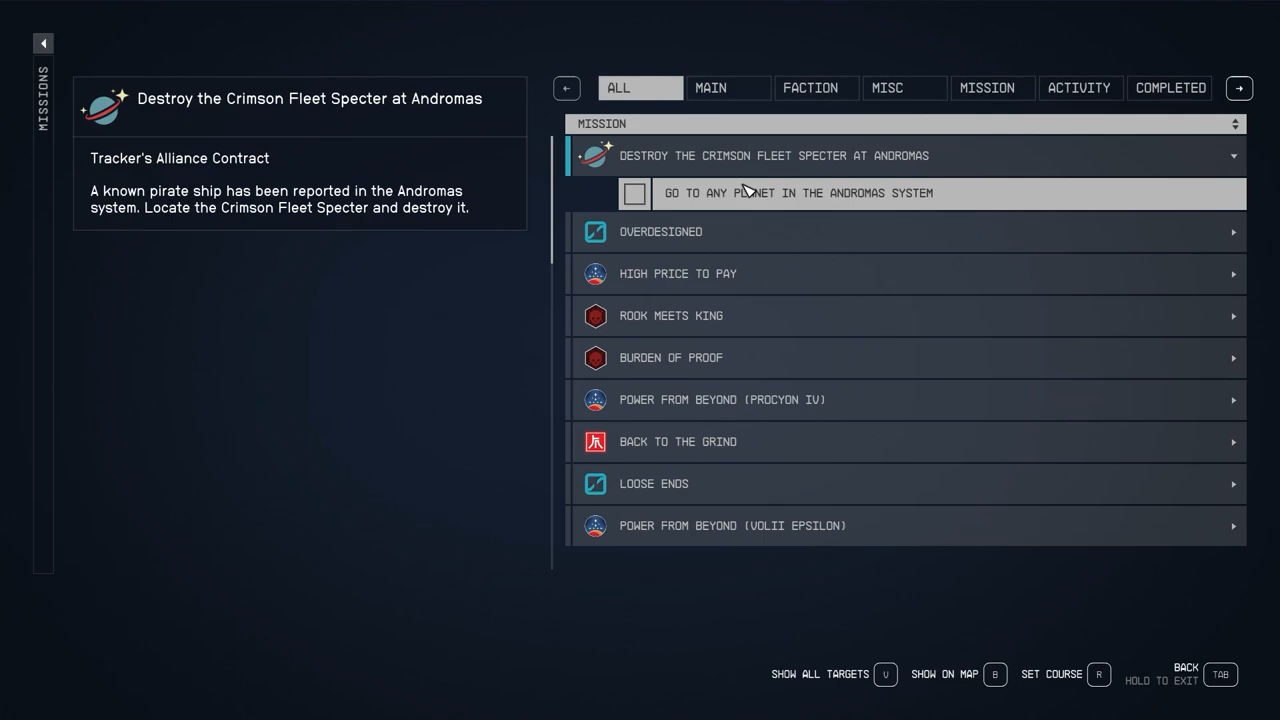 MISSIONS
Destroy the Crimson Fleet Specter at Andromas
Tracker's Alliance Contract
A known pirate ship has been reported in the Andromas
system. Locate the Crimson Fleet Specter and destroy it.
ALL MAIN FACTION MISC MISSION ACTIVITY COMPLETED
MISSION
DESTROY THE CRIMSON FLEET SPECTER AT ANDROMAS
GO TO ANY PLANET IN THE ANDROMAS SYSTEM
OVERDESIGNED
HIGH PRICE TO PAY
ROOK MEETS KING
BURDEN OF PROOF
POWER FROM BEYOND (PROCYON IV)
BACK TO THE GRIND
LOOSE ENDS
POWER FROM BEYOND (VOLII EPSILON)
SHOW ALL TARGETS V SHOW ON MAP B SET COURSE R BACK TAB
HOLD TO EXIT